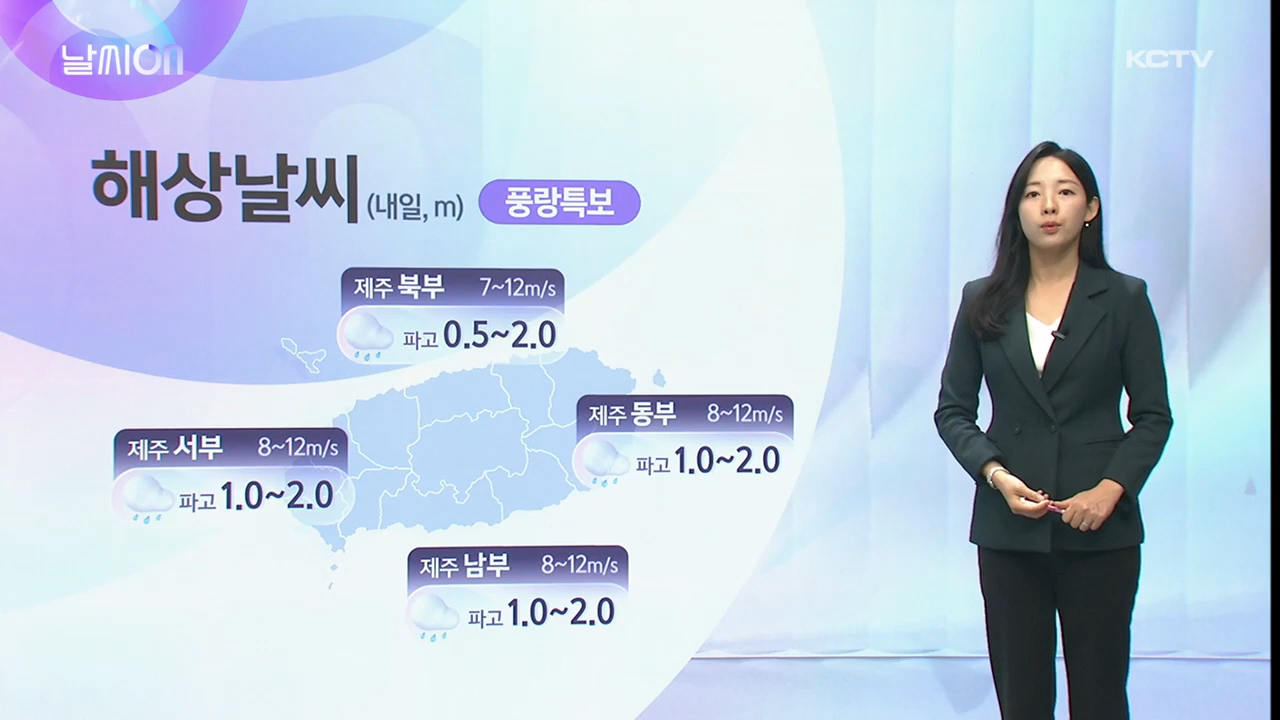 날씨on
KCTV
해상날씨(내일, m)
풍랑특보
제주 북부 7~12m/s
파고 0.5~2.0
제주 동부 8~12m/s
파고 1.0~2.0
제주 서부 8~12m/s
파고 1.0~2.0
제주 남부 8~12m/s
파고 1.0~2.0